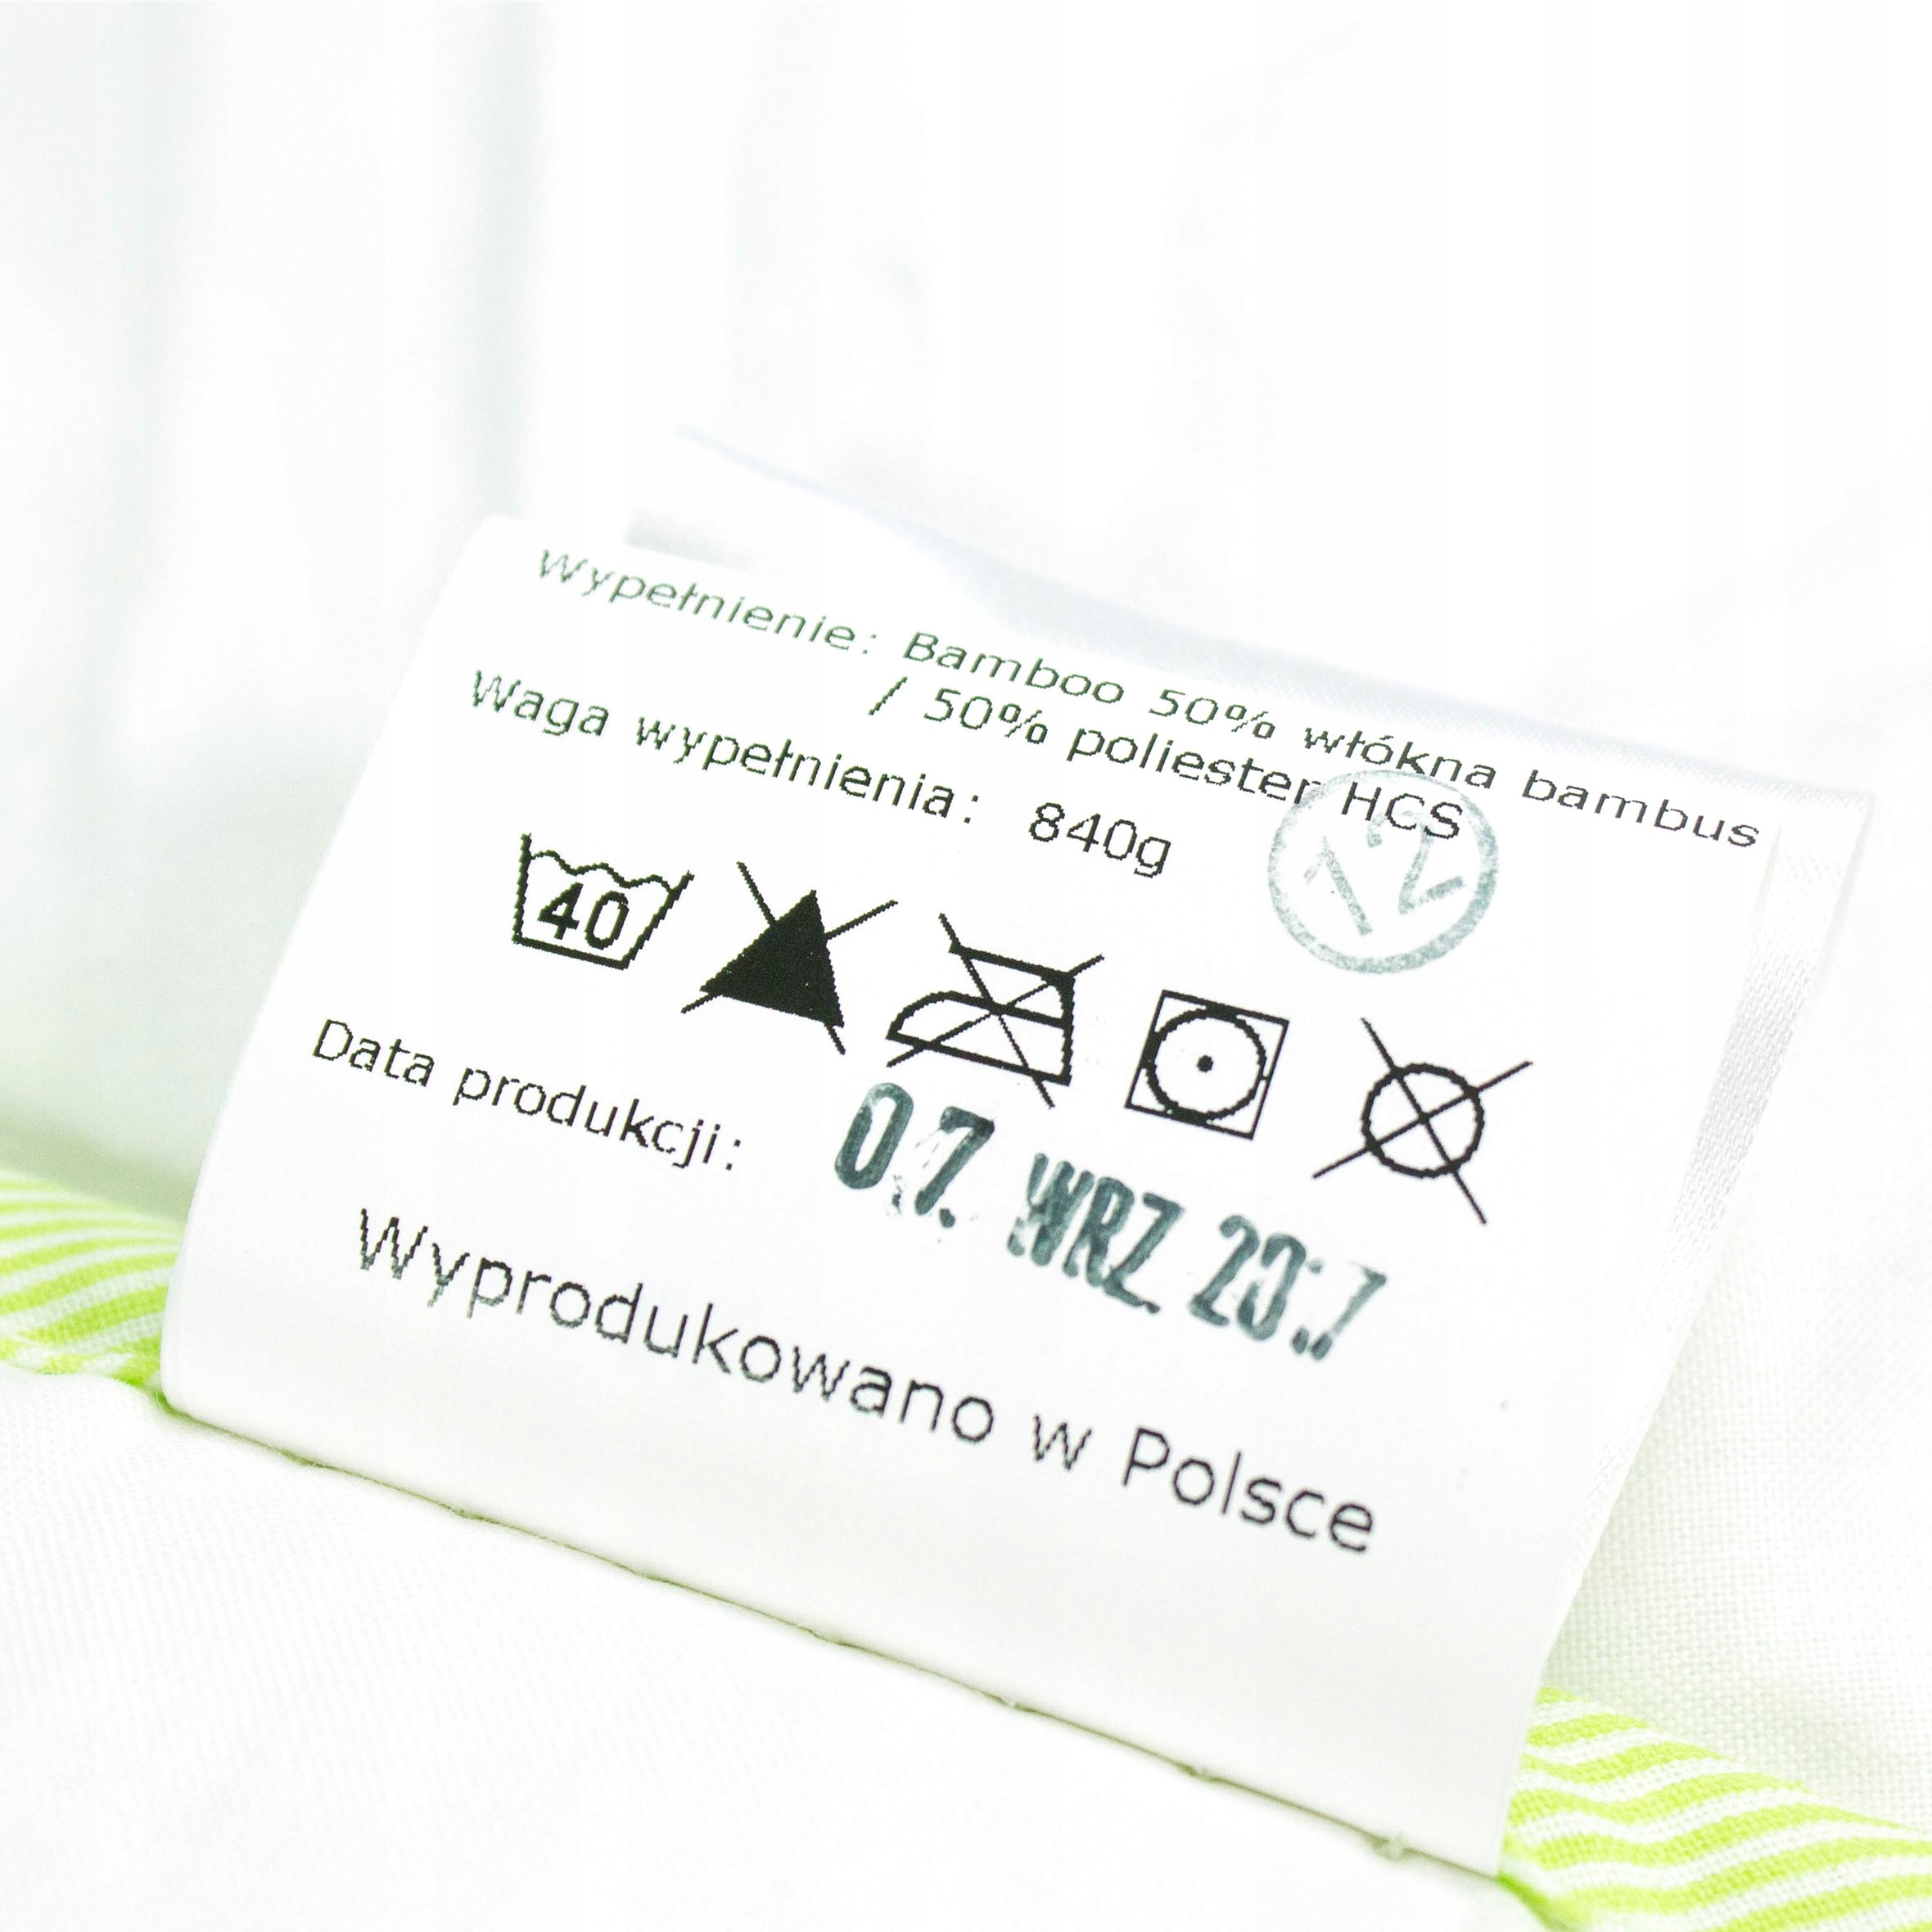 Wypełnienie: Bamboo 50% włókna bambus
/ 50% poliester HCS
Waga wypełnienia: 840g
12
40
Data produkcji: 07. WRZ 2017
Wyprodukowano w Polsce